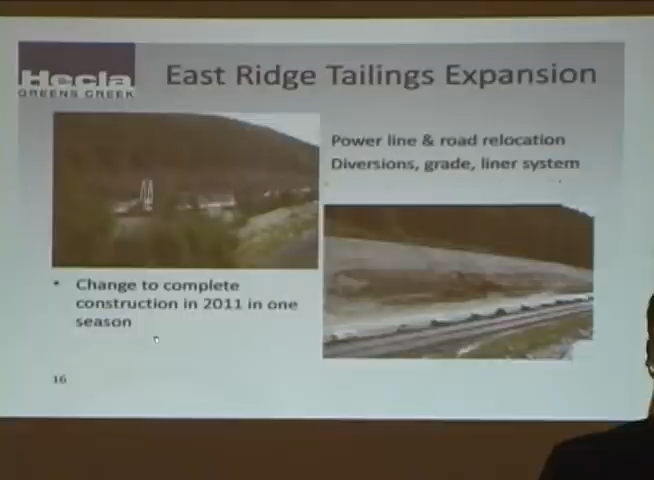 Hecla
GREENS CREEK
East Ridge Tailings Expansion
Power line & road relocation
Diversions, grade, liner system
• Change to complete
construction in 2011 in one
season
16